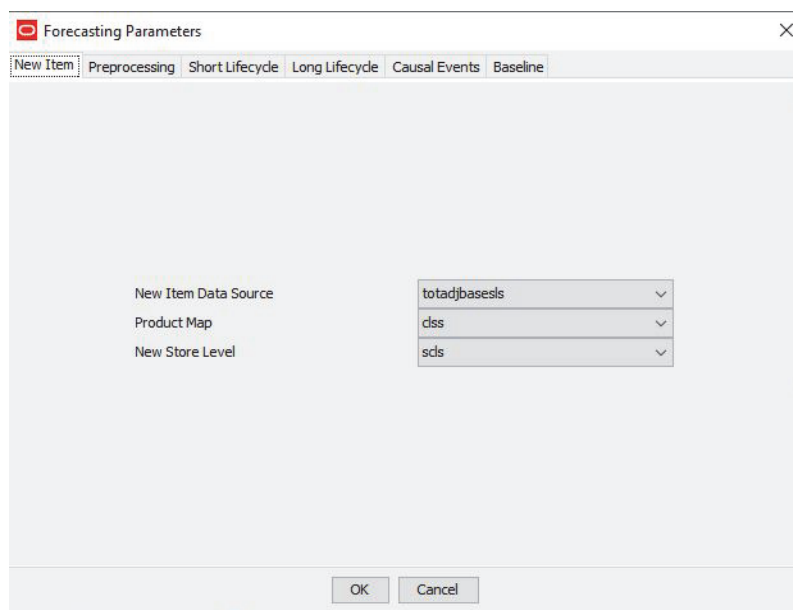 Forecasting Parameters
New Item Preprocessing Short Lifecycle Long Lifecycle Causal Events Baseline
New Item Data Source totadjbasesls
Product Map clss
New Store Level scls
OK Cancel